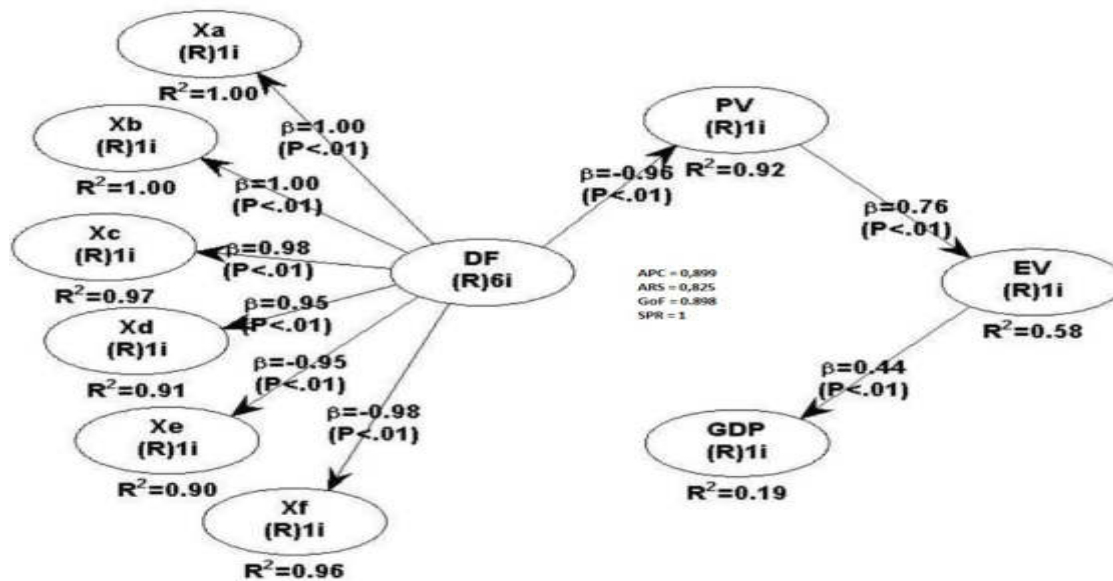 Xa
(R)1i
R²=1.00
Xb
(R)1i
R²=1.00
Xc
(R)1i
R²=0.97
Xd
(R)1i
R²=0.91
Xe
(R)1i
R²=0.90
Xf
(R)1i
R²=0.96
β=1.00
(P<.01)
β=1.00
(P<.01)
β=0.98
(P<.01)
β=0.95
(P<.01)
β=-0.95
(P<.01)
β=-0.98
(P<.01)
DF
(R)6i
β=-0.96
(P<.01)
PV
(R)1i
R²=0.92
β=0.76
(P<.01)
EV
(R)1i
R²=0.58
APC = 0,899
ARS = 0,825
GoF = 0.898
SPR = 1
β=0.44
(P<.01)
GDP
(R)1i
R²=0.19